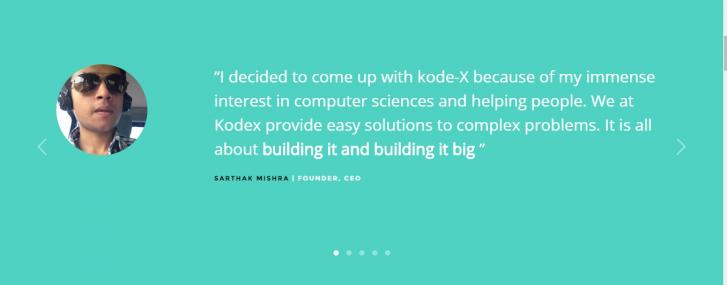 “I decided to come up with kode-X because of my immense
interest in computer sciences and helping people. We at
Kodex provide easy solutions to complex problems. It is all
about building it and building it big ”
SARTHAK MISHRA | FOUNDER, CEO